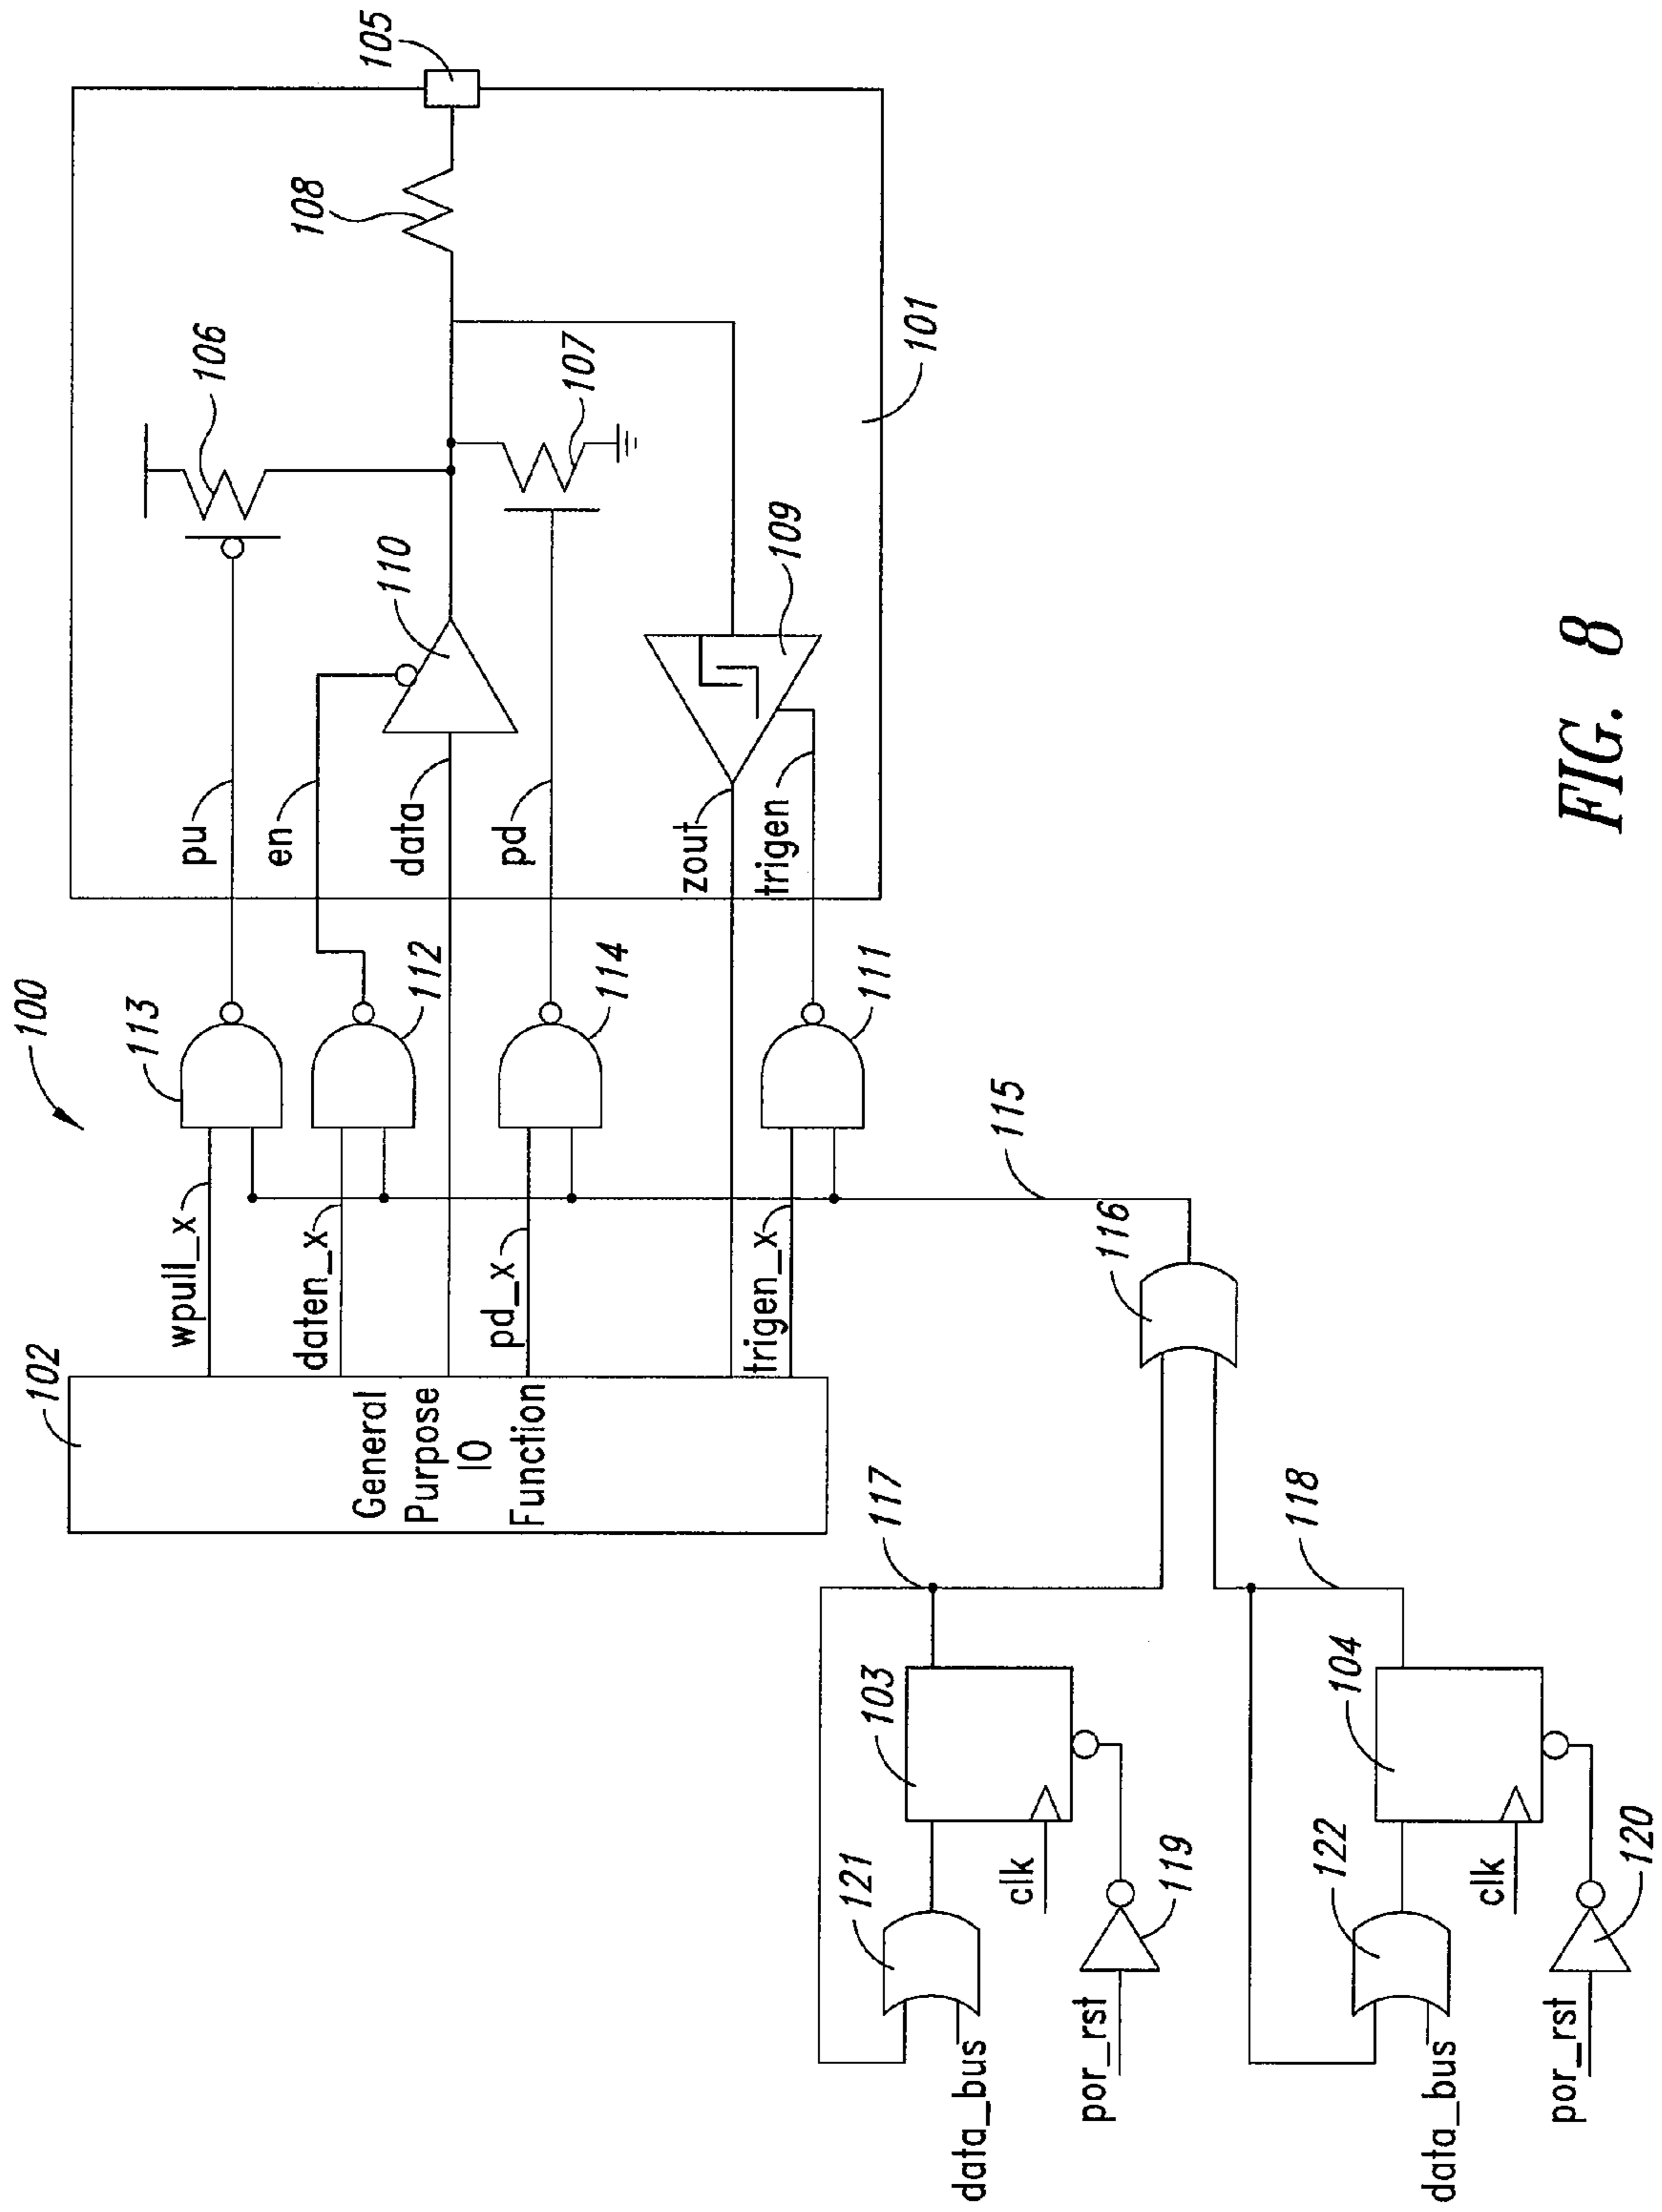 100
102
General
Purpose
IO
Function
wpull_x
daten_x
pd_x
trigen_x
113
112
114
111
pu
en
data
pd
zout
trigen
106
110
107
108
105
109
101
115
116
117
118
103
121
data_bus
clk
por_rst
119
104
122
data_bus
clk
por_rst
120
FIG. 8